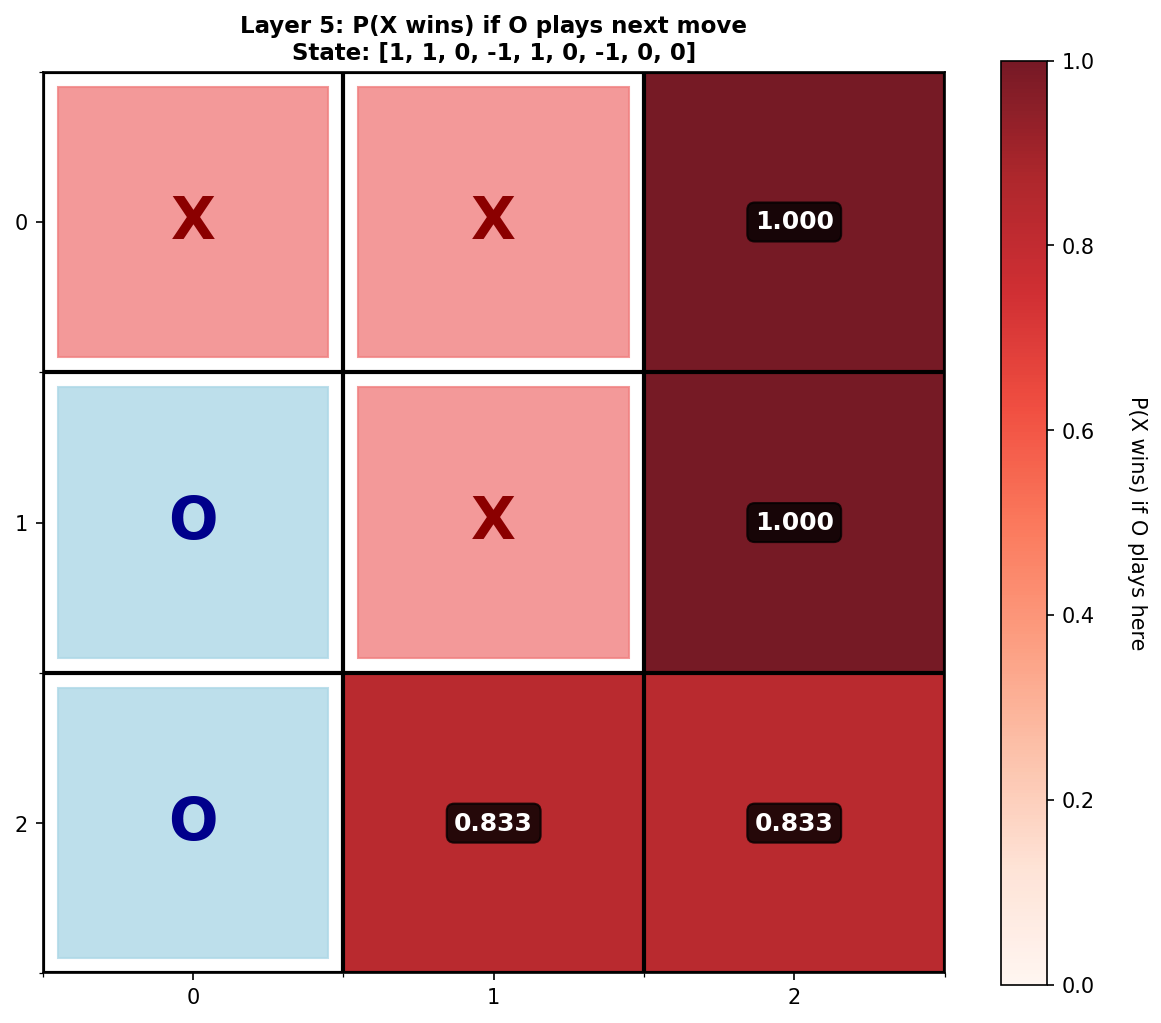 Layer 5: P(X wins) if O plays next move
State: [1, 1, 0, -1, 1, 0, -1, 0, 0]
0
X
X
1.000
1
O
X
1.000
2
O
0.833
0.833
0
1
2
1.0
0.8
0.6
0.4
0.2
0.0
P(X wins) if O plays here